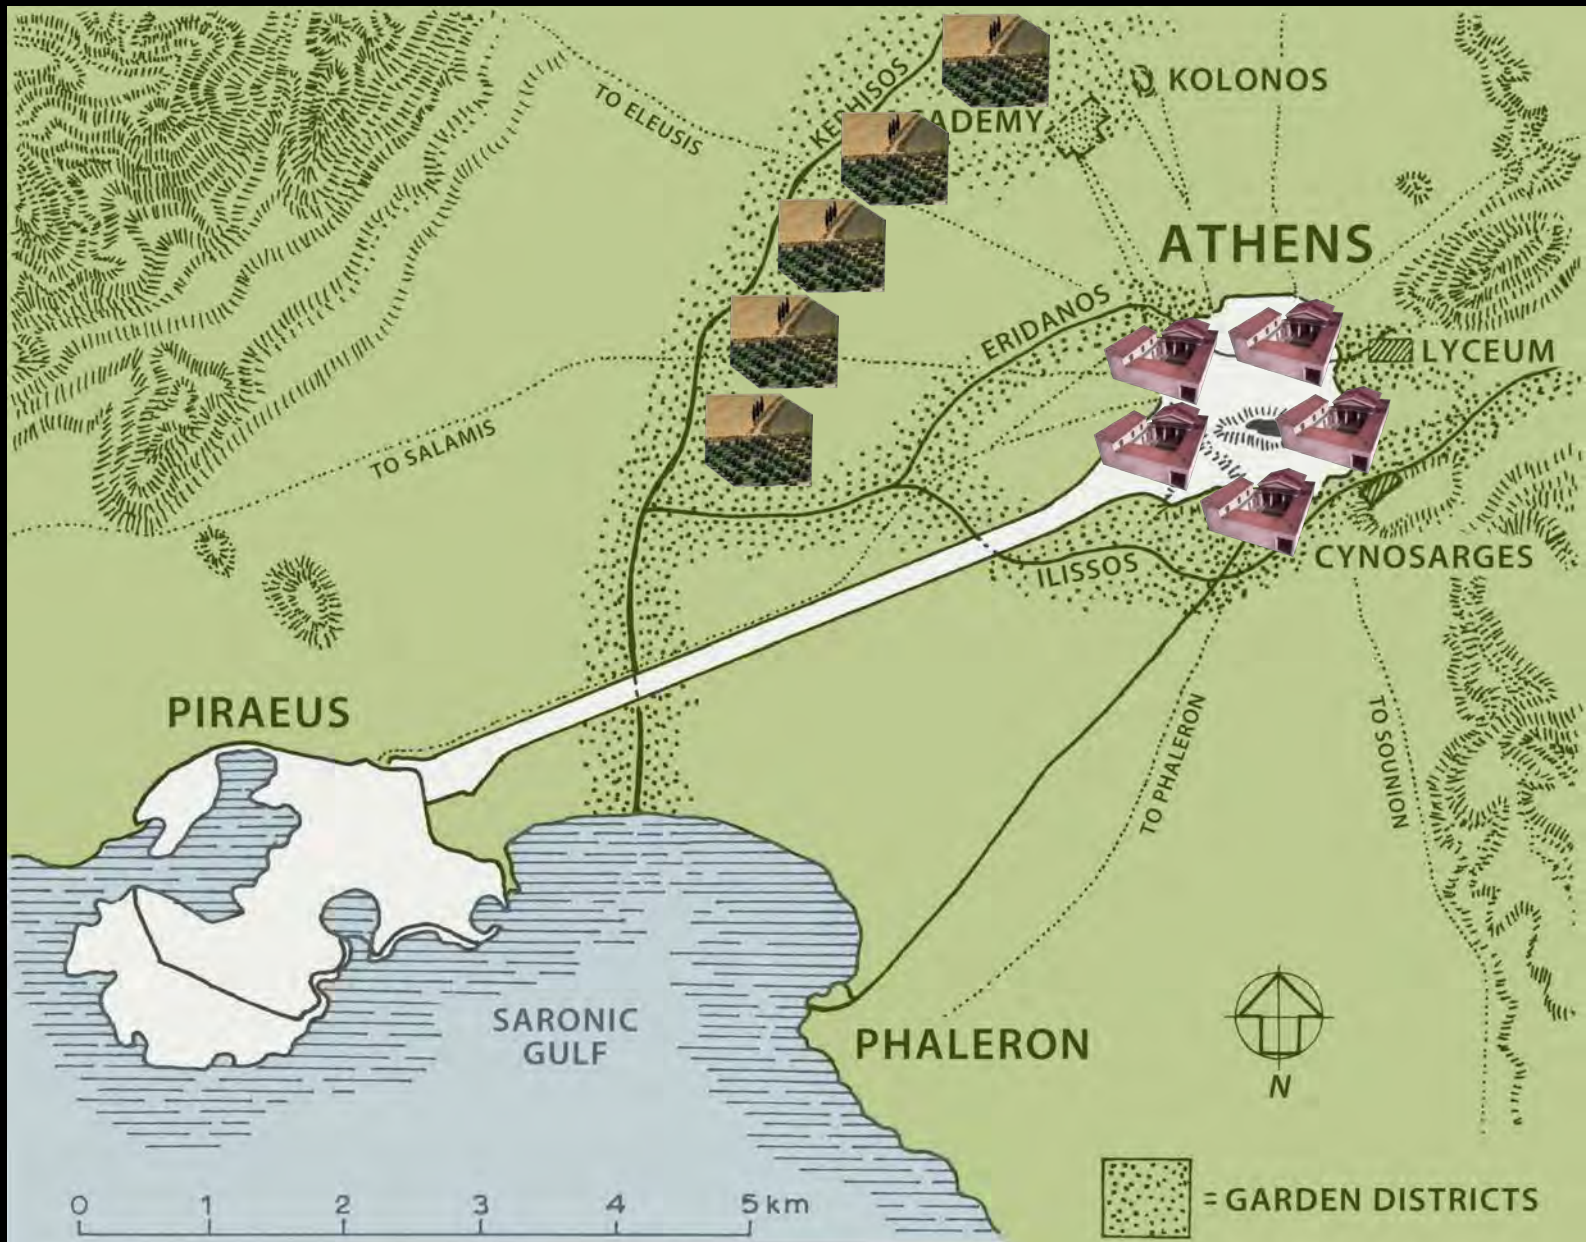 KEPHISOS
ADEMY
KOLONOS
TO ELEUSIS
ATHENS
ERIDANOS
LYCEUM
TO SALAMIS
CYNOSARGES
ILISSOS
PIRAEUS
TO PHALERON
TO SOUNION
SARONIC
GULF
PHALERON
N
0 1 2 3 4 5 km
= GARDEN DISTRICTS